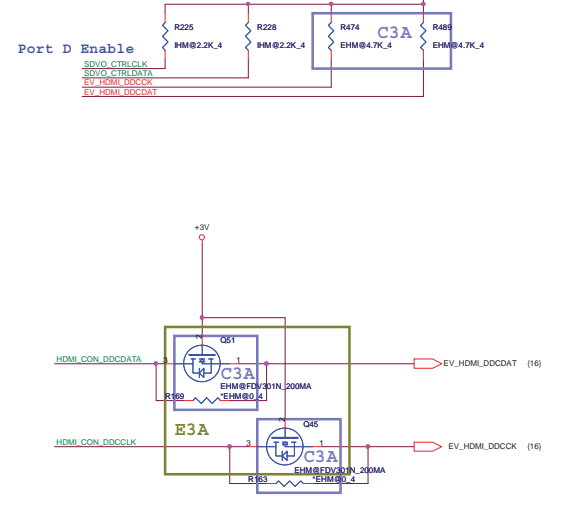 R225
R228
R474
C3A
R489
IHM@2.2K_4
IHM@2.2K_4
EHM@4.7K_4
EHM@4.7K_4
Port D Enable
SDVO_CTRLCLK
SDVO_CTRLDATA
EV_HDMI_DDCCK
EV_HDMI_DDCDAT
+3V
2
Q51
HDMI_CON_DDCDATA
3
1
EV_HDMI_DDCDAT
{16}
C3A
EHM@FDV301N_200MA
R169
*EHM@0_4
E3A
2
Q45
HDMI_CON_DDCCLK
3
1
EV_HDMI_DDCCK
{16}
C3A
EHM@FDV301N_200MA
R163
*EHM@0_4